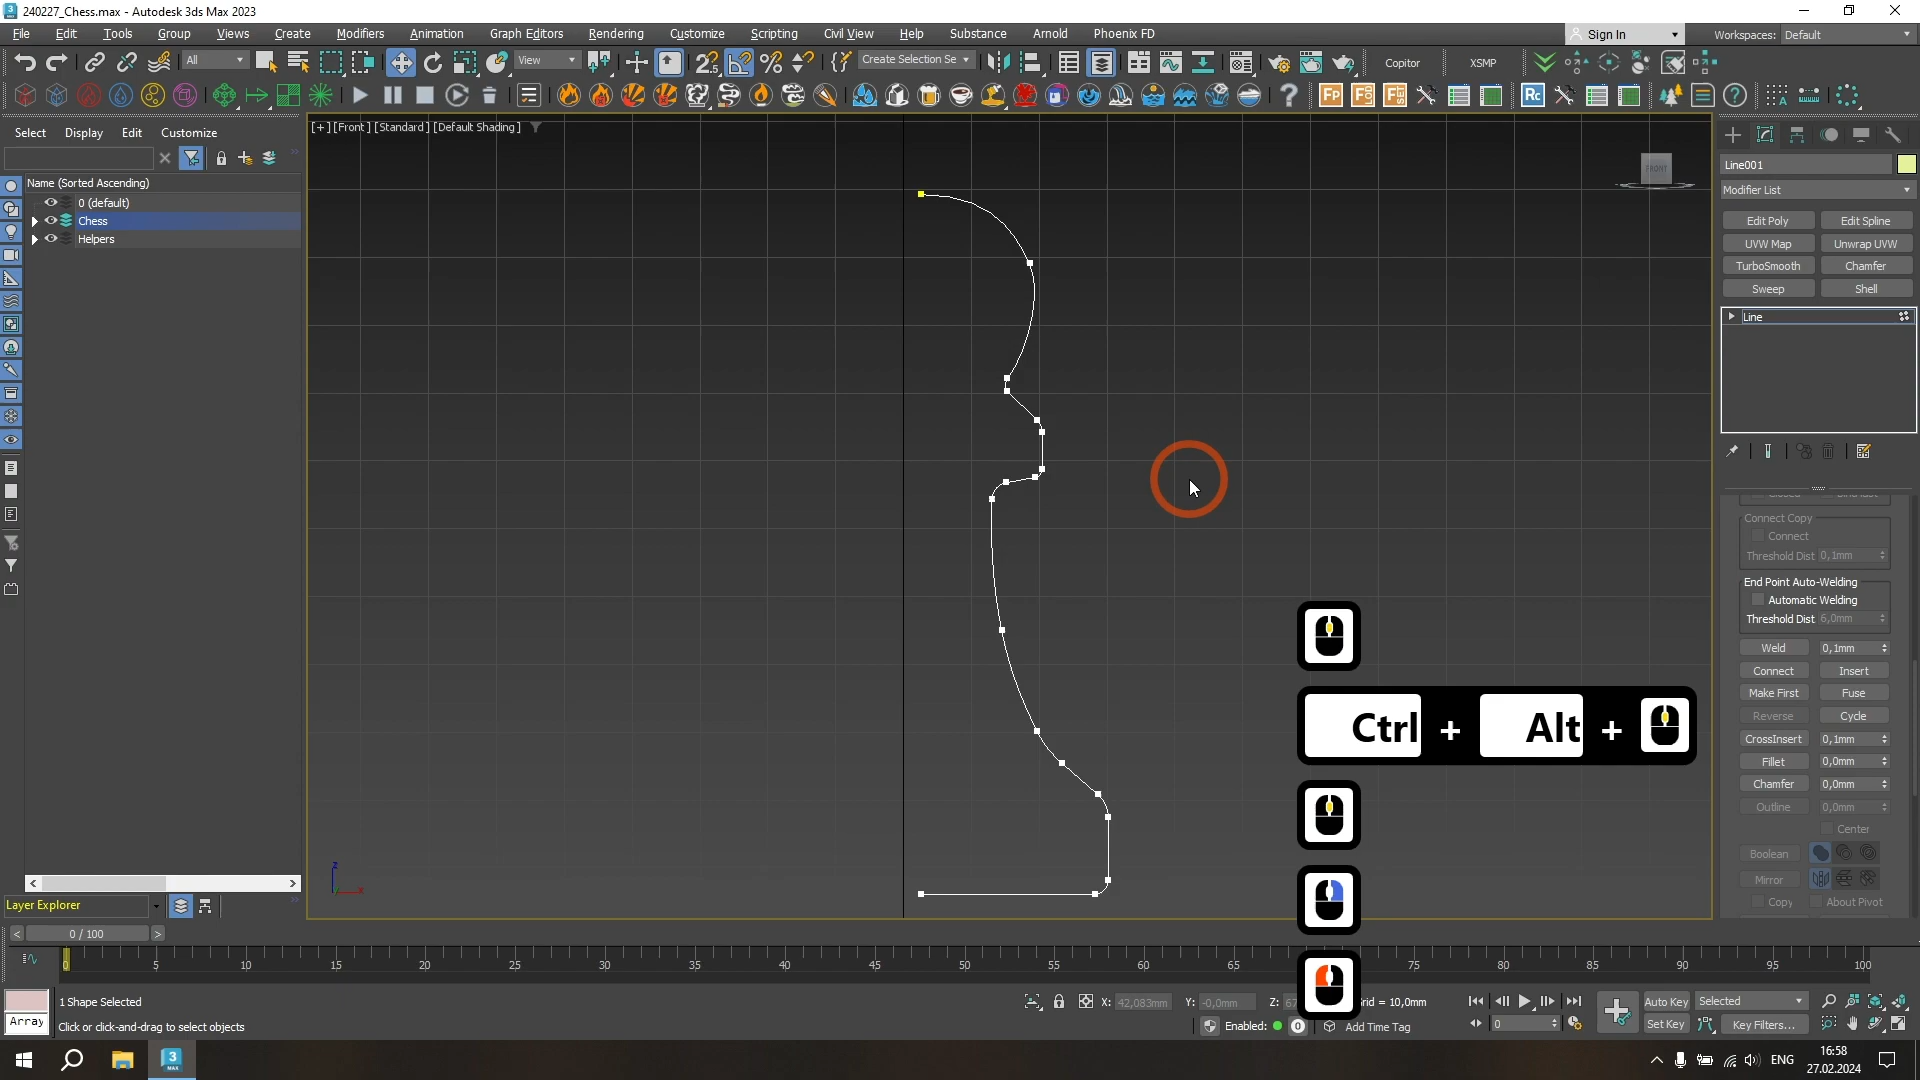 240227_Chess.max - Autodesk 3ds Max 2023
File Edit Tools Group Views Create Modifiers Animation Graph Editors Rendering Customize Scripting Civil View Help Substance Arnold Phoenix FD Sign In Workspaces: Default
All View Create Selection Se Copitor XSMP
Select Display Edit Customize
[+] [Front] [Standard] [Default Shading]
FRONT
Name (Sorted Ascending)
0 (default)
Chess
Helpers
Line001
Modifier List
Edit Poly Edit Spline
UVW Map Unwrap UVW
TurboSmooth Chamfer
Sweep Shell
Line
Connect Copy
Connect
Threshold Dist 0,1mm
End Point Auto-Welding
Automatic Welding
Threshold Dist 6,0mm
Weld 0,1mm
Connect Insert
Make First Fuse
Reverse Cycle
CrossInsert 0,1mm
Fillet 0,0mm
Chamfer 0,0mm
Outline 0,0mm
Center
Boolean
Mirror
Copy About Pivot
Ctrl + Alt +
z
x
Layer Explorer
0 / 100
0 5 10 15 20 25 30 35 40 45 50 55 60 65 75 80 85 90 95 100
1 Shape Selected
X: 42,083mm Y: -0,0mm Z: 67 rid = 10,0mm
Auto Key Selected
Array
Click or click-and-drag to select objects
Enabled: 0 Add Time Tag
0
Set Key Key Filters...
3
MAX
ENG
16:58
27.02.2024